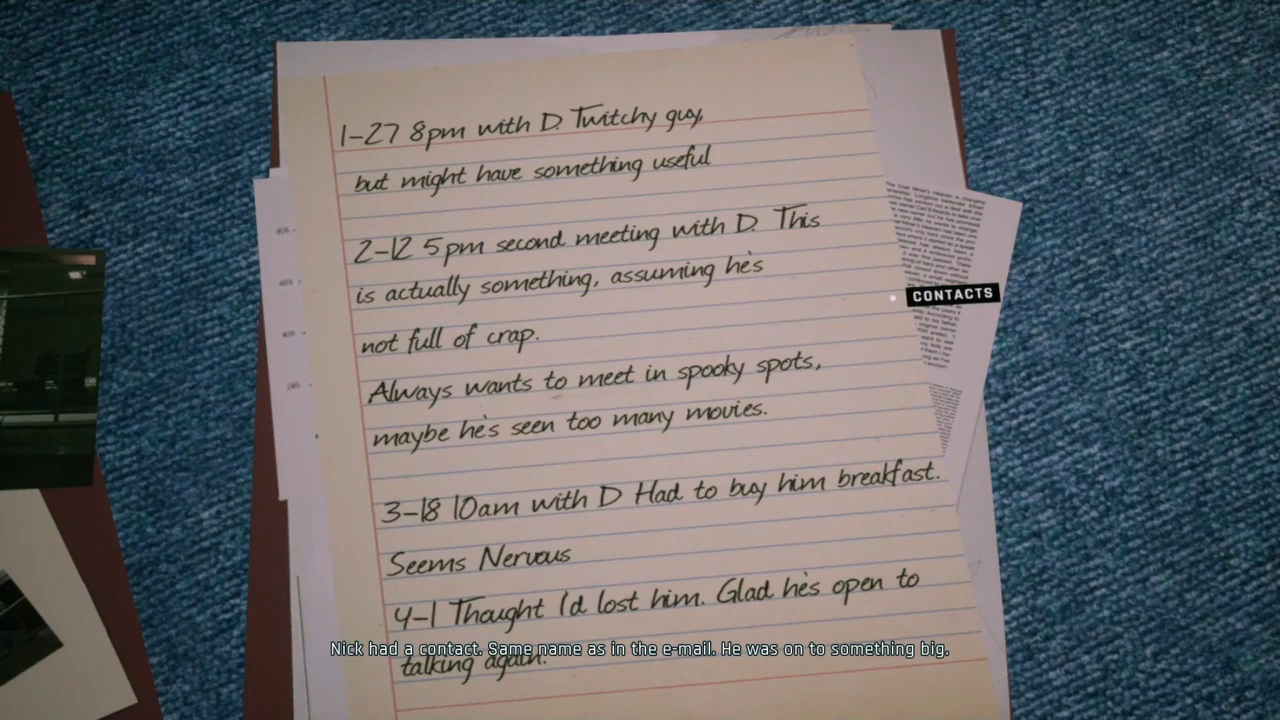 1-27 8pm with D. Twitchy guy,
but might have something useful
2-12 5pm second meeting with D. This
is actually something, assuming he's
not full of crap.
Always wants to meet in spooky spots,
maybe he's seen too many movies.
3-18 10am with D Had to buy him breakfast.
Seems Nervous
4-1 Thought I'd lost him. Glad he's open to
talking again.
CONTACTS
Nick had a contact. Same name as in the e-mail. He was on to something big.